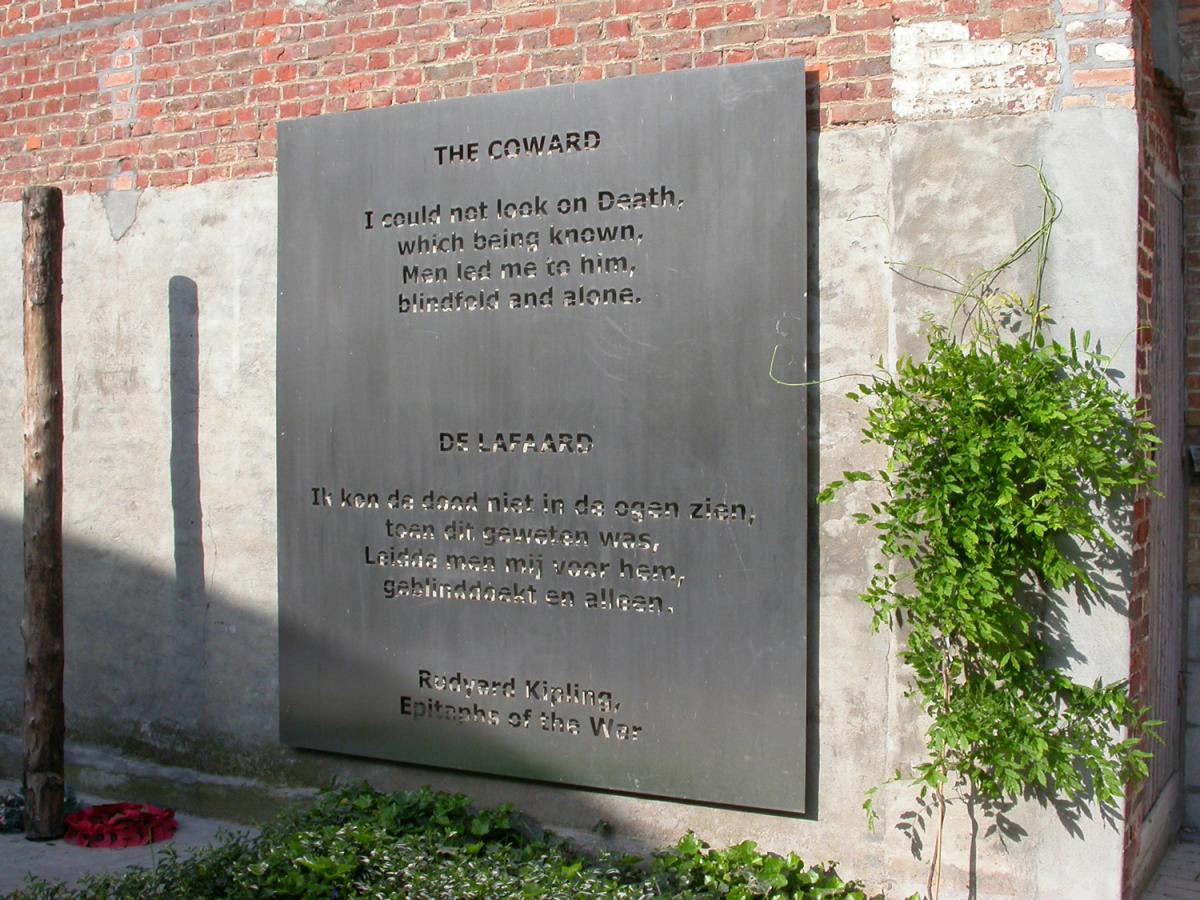 THE COWARD
I could not look on Death,
which being known,
Men led me to him,
blindfold and alone.
DE LAFAARD
Ik kon de dood niet in de ogen zien,
toen dit geweten was,
Leidde men mij voor hem,
geblinddoekt en alleen.
Rudyard Kipling,
Epitaphs of the War